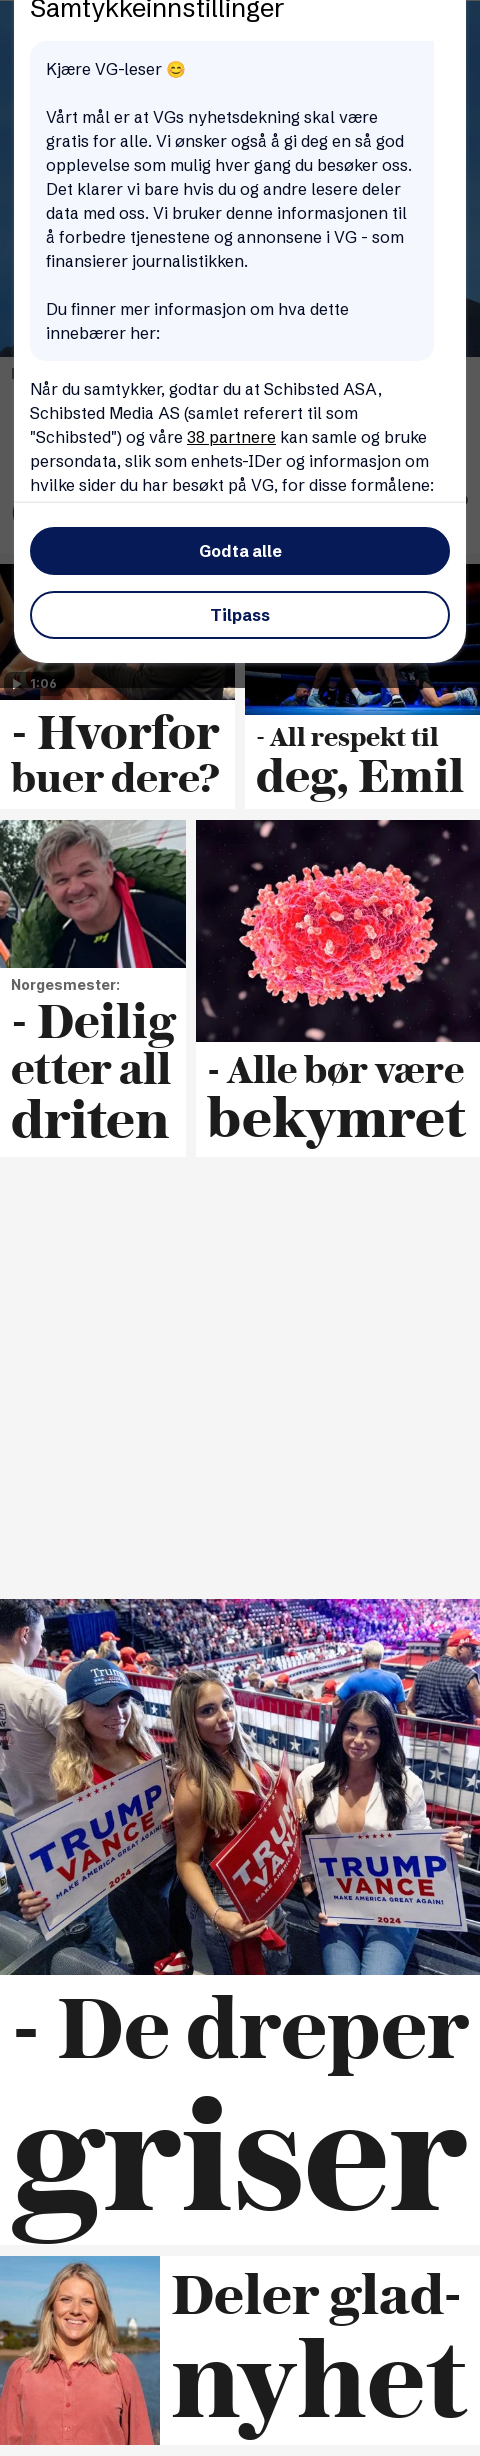 Samtykkeinnstillinger
Kjære VG-leser 😊
Vårt mål er at VGs nyhetsdekning skal være
gratis for alle. Vi ønsker også å gi deg en så god
opplevelse som mulig hver gang du besøker oss.
Det klarer vi bare hvis du og andre lesere deler
data med oss. Vi bruker denne informasjonen til
å forbedre tjenestene og annonsene i VG - som
finansierer journalistikken.
Du finner mer informasjon om hva dette
innebærer her:
Når du samtykker, godtar du at Schibsted ASA,
Schibsted Media AS (samlet referert til som
"Schibsted") og våre 38 partnere kan samle og bruke
persondata, slik som enhets-IDer og informasjon om
hvilke sider du har besøkt på VG, for disse formålene:
Godta alle
Tilpass
1:06
- Hvorfor
buer dere?
- All respekt til
deg, Emil
Norgesmester:
- Deilig
etter all
driten
- Alle bør være
bekymret
Trump
TRUMP
VANCE
MAKE AMERICA GREAT AGAIN!
2024
TRUMP
VANCE
TRUMP
VANCE
MAKE AMERICA GREAT AGAIN!
2024
- De dreper
griser
Deler glad-
nyhet